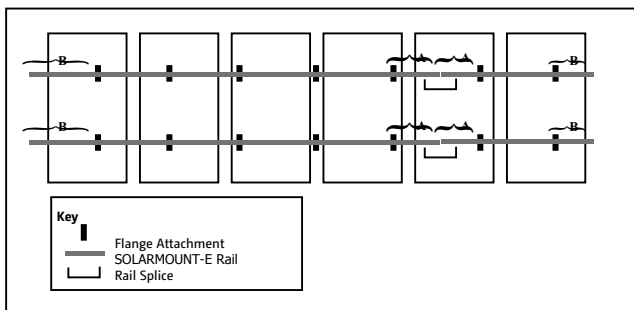 B A A B
B A A B
Key
Flange Attachment
SOLARMOUNT-E Rail
Rail Splice